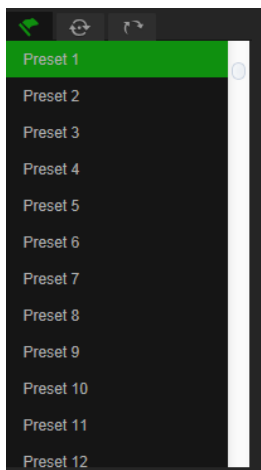 Preset 1
Preset 2
Preset 3
Preset 4
Preset 5
Preset 6
Preset 7
Preset 8
Preset 9
Preset 10
Preset 11
Preset 12